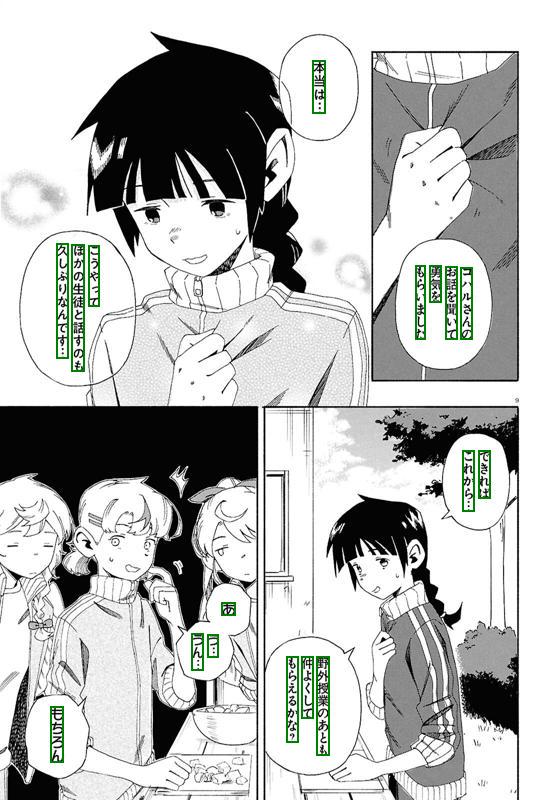 コハルさんの
お話を聞いて
勇気を
もらいました
本当は…
こうやって
ほかの生徒と話すのも
久しぶりなんです…
9
できれば
これから…
野外授業のあとも
仲よくして
もらえるかな？
あ
う…
うん…
もちろん